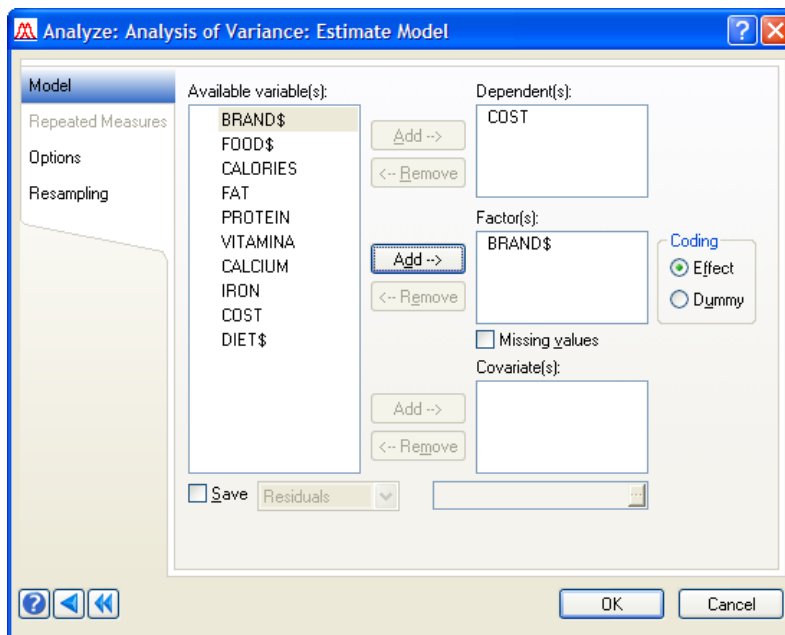 Analyze: Analysis of Variance: Estimate Model
Model
Repeated Measures
Options
Resampling
Available variable(s):
BRAND$
FOOD$
CALORIES
FAT
PROTEIN
VITAMINA
CALCIUM
IRON
COST
DIET$
Add -->
<-- Remove
Dependent(s):
COST
Add -->
<-- Remove
Factor(s):
BRAND$
Coding
Effect
Dummy
Missing values
Add -->
<-- Remove
Covariate(s):
Save
Residuals
...
OK
Cancel